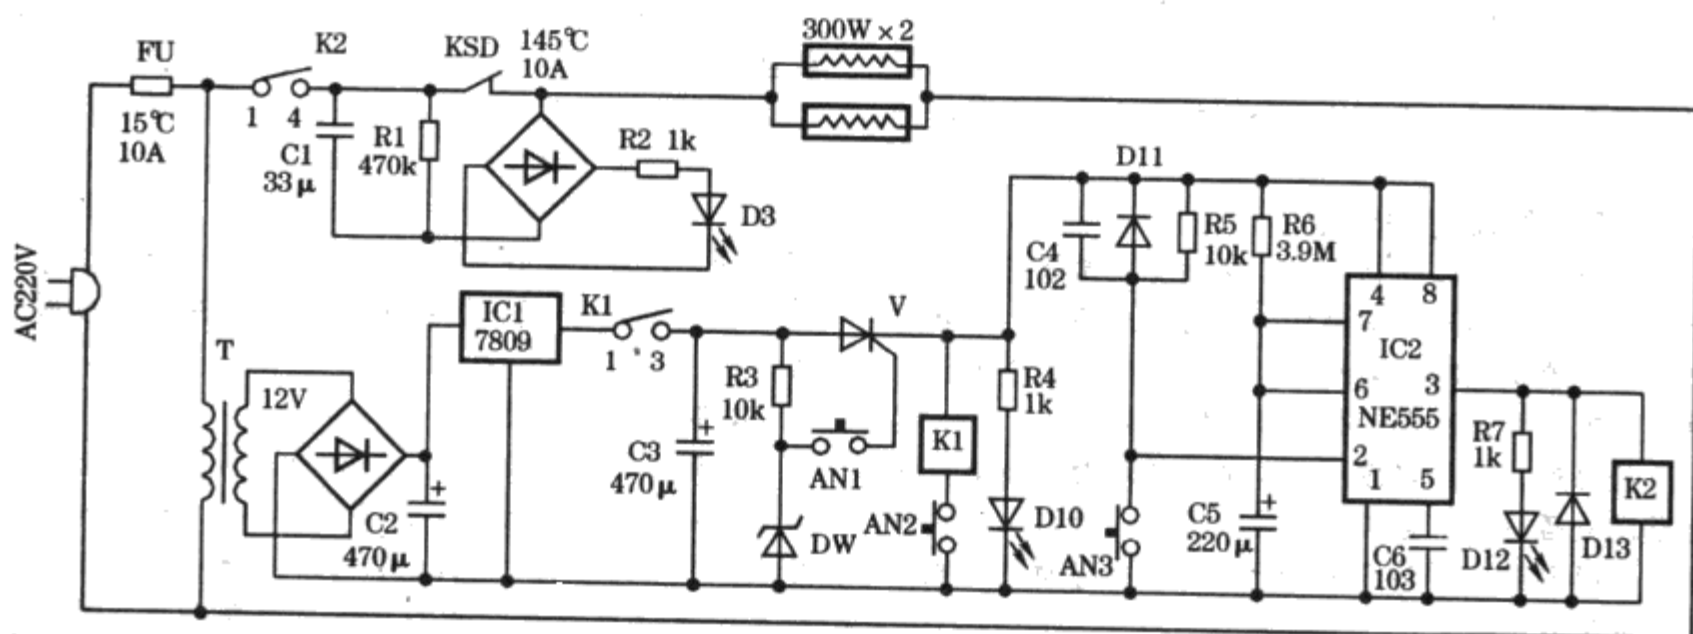 FU
15℃
10A
K2
1 4
C1
33μ
R1
470k
KSD
145℃
10A
R2 1k
D3
300W×2
AC220V
T
12V
C2
470μ
IC1
7809
K1
1 3
C3
470μ
R3
10k
AN1
DW
V
K1
AN2
R4
1k
D10
C4
102
D11
R5
10k
R6
3.9M
AN3
C5
220μ
4 8
7
IC2
6 3
NE555
2
1 5
C6
103
R7
1k
D12
D13
K2